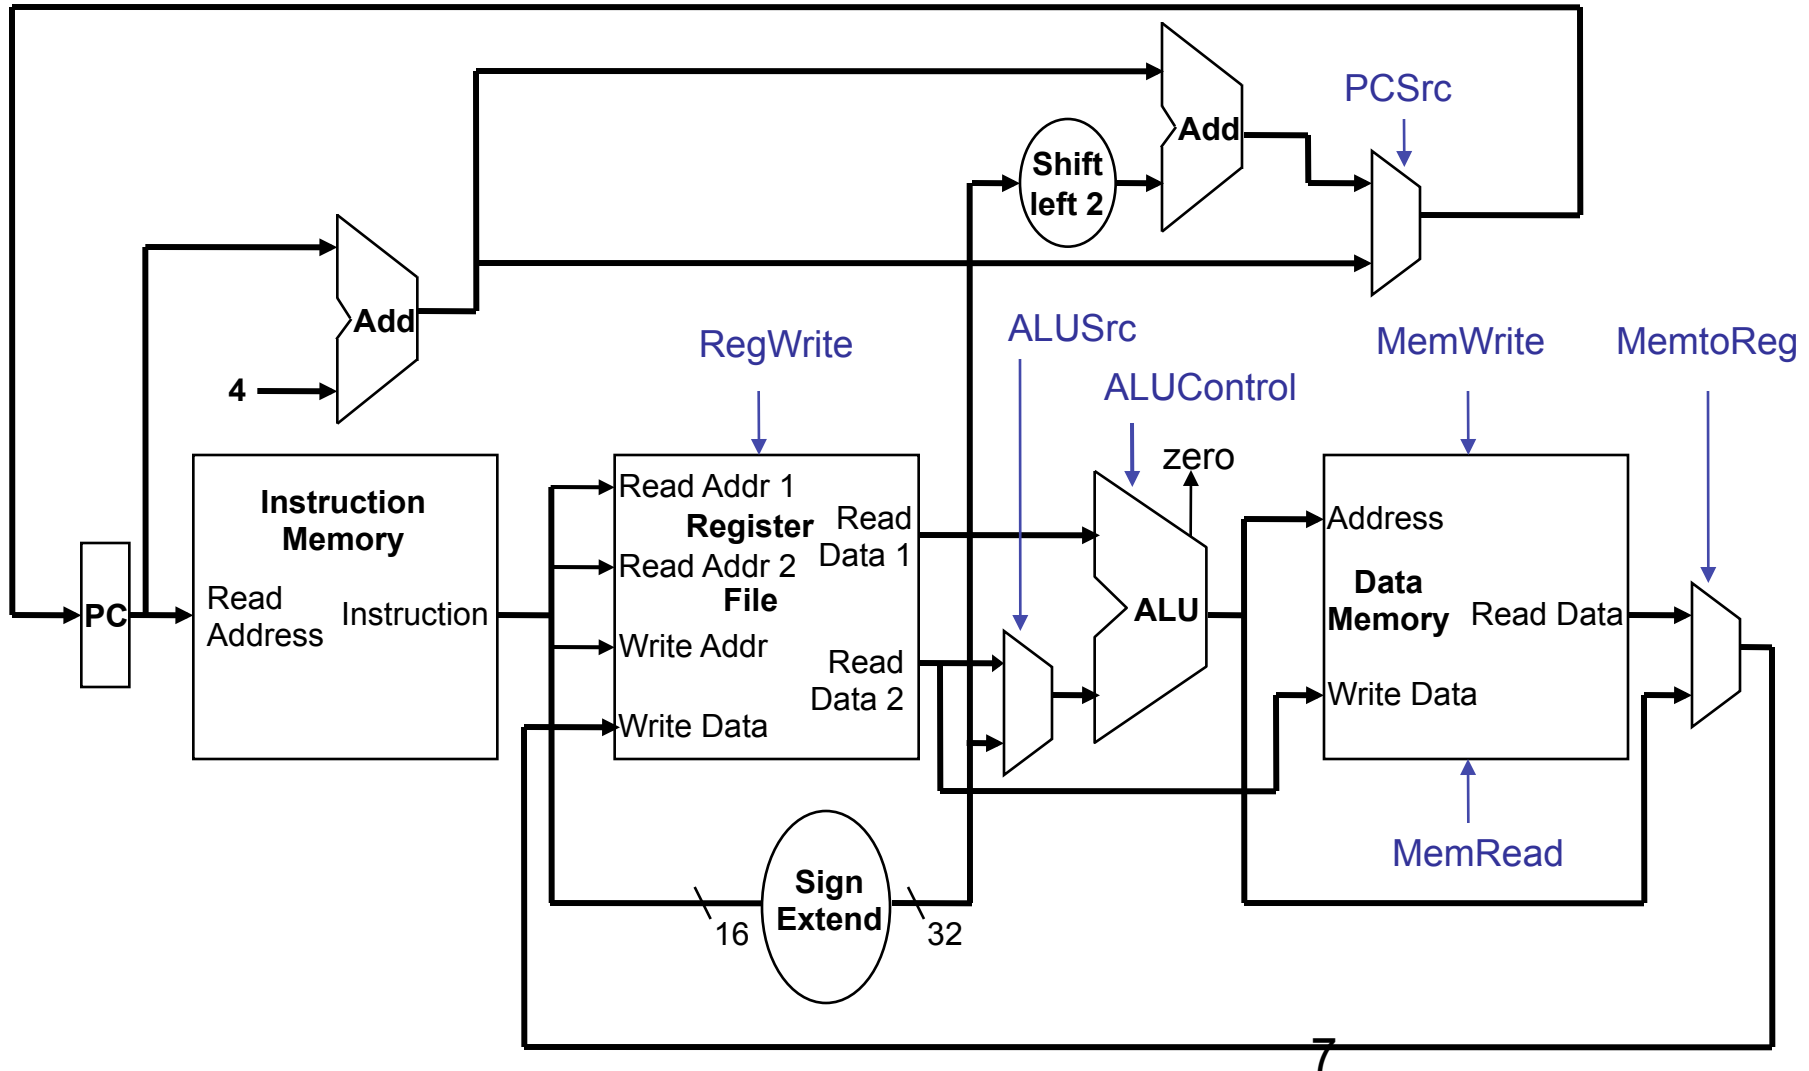 Add
PCSrc
Shift
left 2
Add
4
RegWrite
ALUSrc
ALUControl
MemWrite
MemtoReg
zero
PC
Instruction
Memory
Read
Address
Instruction
Read Addr 1
Register
Read Addr 2
File
Write Addr
Write Data
Read
Data 1
Read
Data 2
ALU
Address
Data
Memory
Read Data
Write Data
MemRead
Sign
Extend
16
32
7